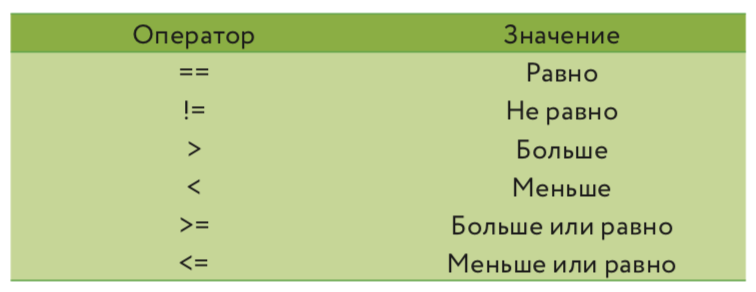 Оператор Значение
== Равно
!= Не равно
> Больше
< Меньше
>= Больше или равно
<= Меньше или равно